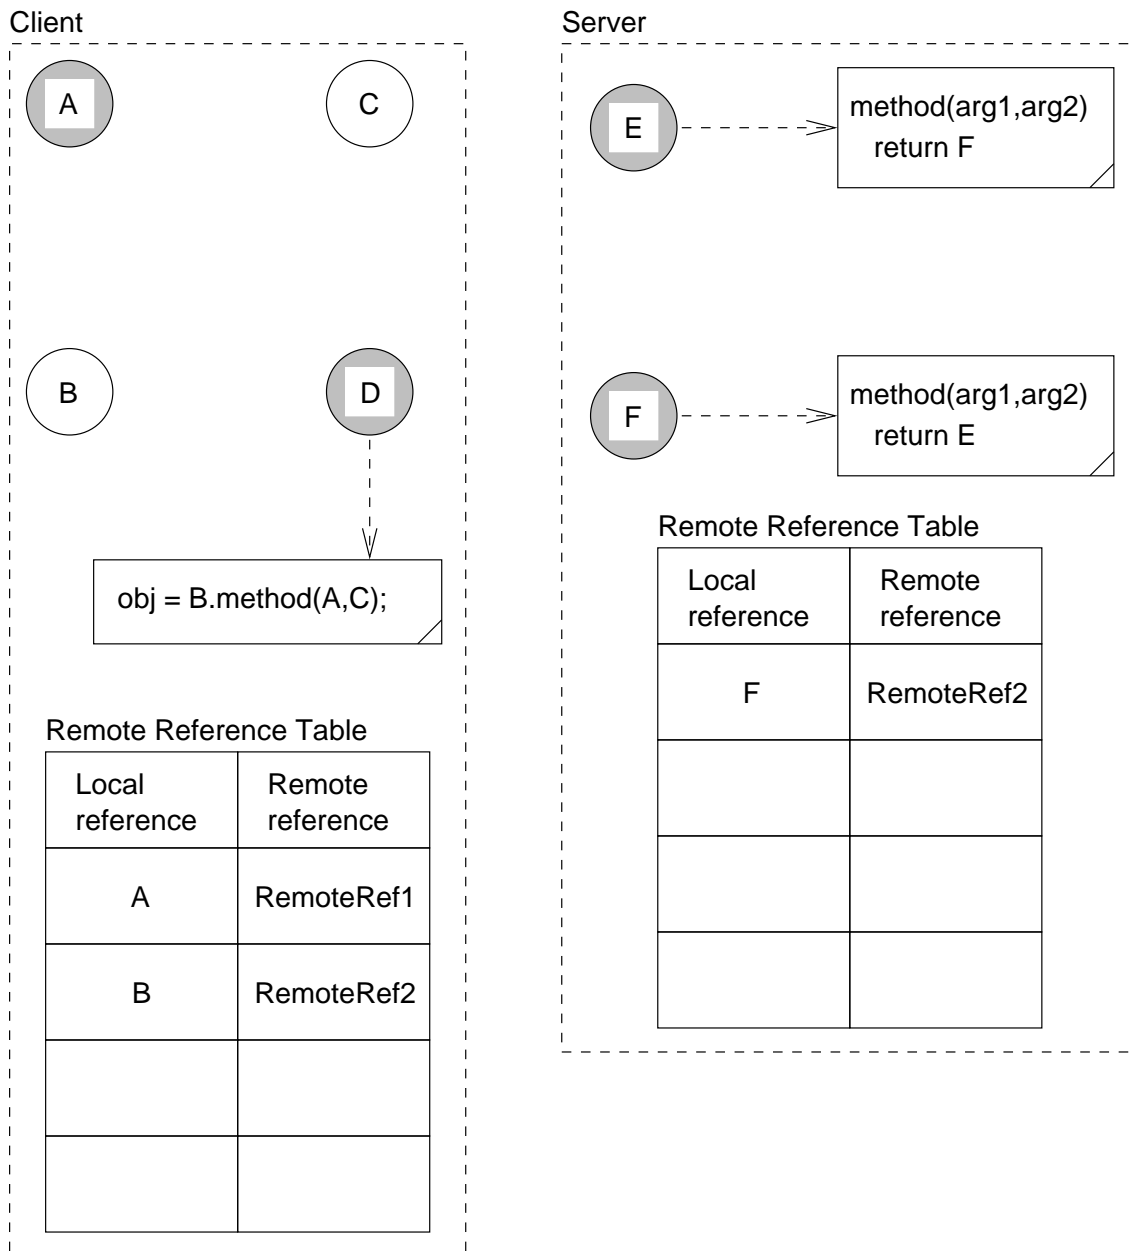 Client
A
C
B
D
obj = B.method(A,C);
Remote Reference Table
Local reference
Remote reference
A
RemoteRef1
B
RemoteRef2
Server
E
method(arg1,arg2)
return F
F
method(arg1,arg2)
return E
Remote Reference Table
Local reference
Remote reference
F
RemoteRef2